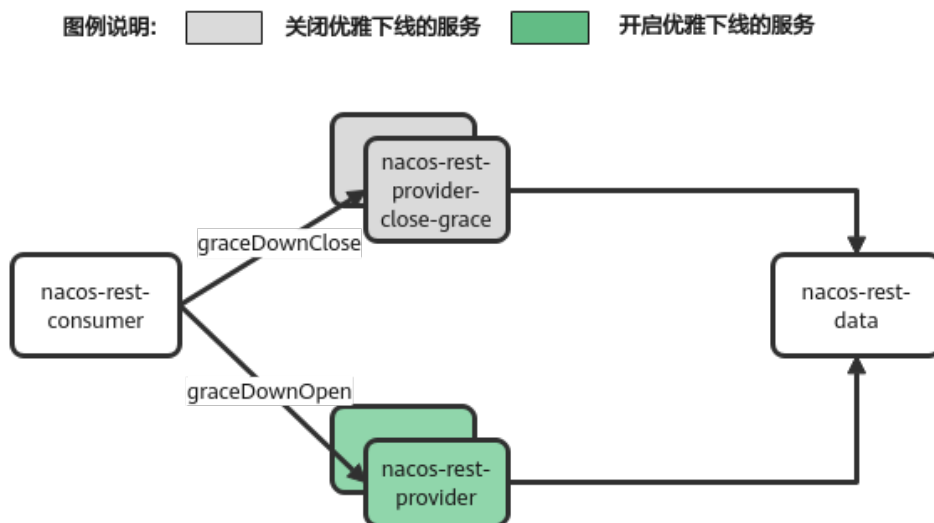 图例说明: 关闭优雅下线的服务 开启优雅下线的服务
nacos-rest-
provider-
close-grace
graceDownClose
nacos-rest-
consumer
nacos-rest-
data
graceDownOpen
nacos-rest-
provider